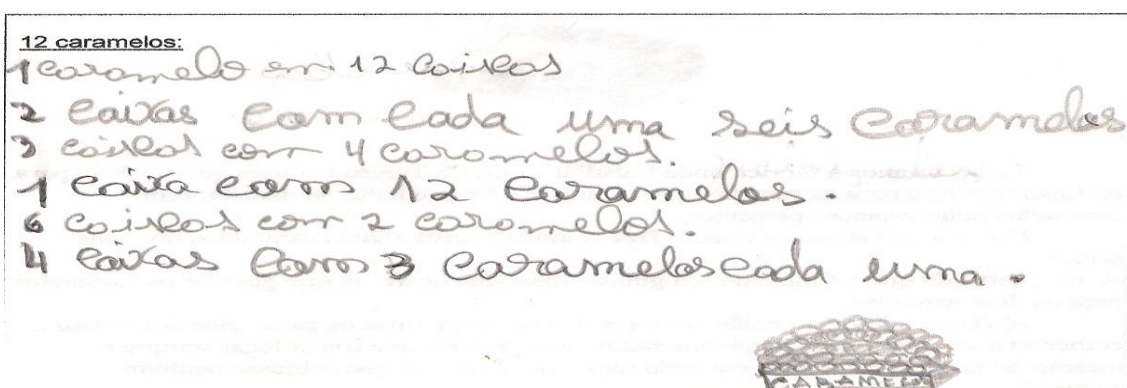 12 caramelos:
1 caramelo em 12 caixas
2 caixas com cada uma seis caramelos
3 caixas com 4 caramelos.
1 caixa com 12 caramelos.
6 caixas com 2 caramelos.
4 caixas com 3 caramelos cada uma.
CARAMELOS